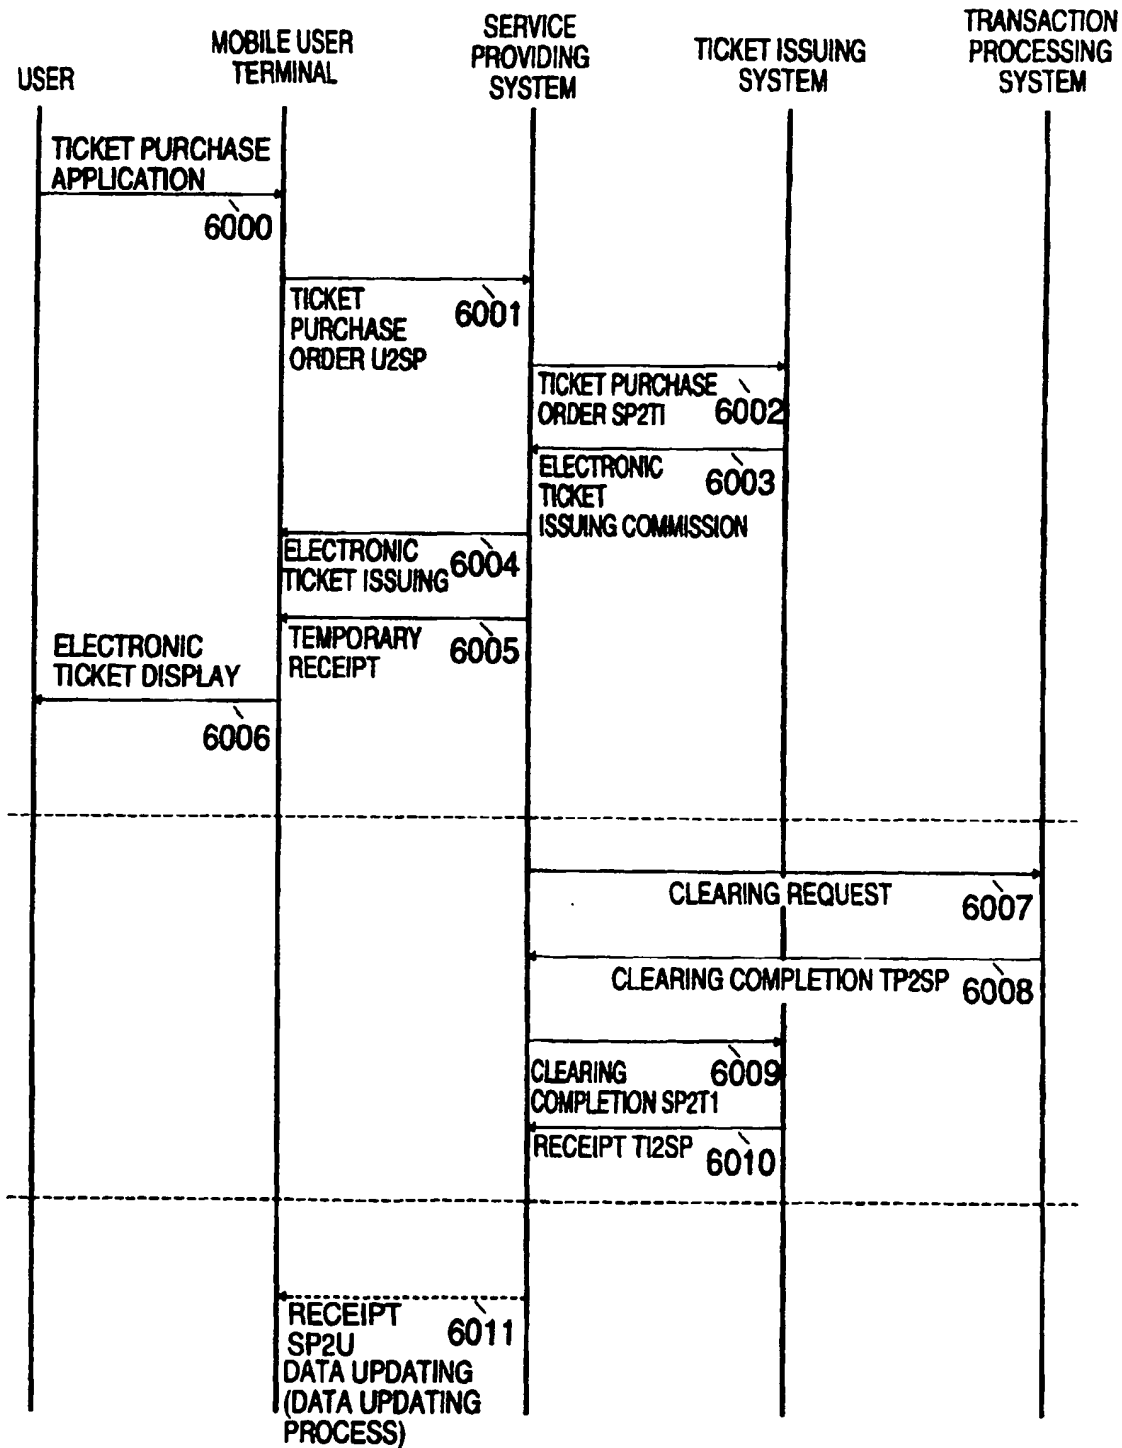 USER
MOBILE USER
TERMINAL
SERVICE
PROVIDING
SYSTEM
TICKET ISSUING
SYSTEM
TRANSACTION
PROCESSING
SYSTEM
TICKET PURCHASE
APPLICATION
6000
TICKET
PURCHASE
ORDER U2SP
6001
TICKET PURCHASE
ORDER SP2TI
6002
ELECTRONIC
TICKET
ISSUING COMMISSION
6003
ELECTRONIC
TICKET ISSUING
6004
TEMPORARY
RECEIPT
6005
ELECTRONIC
TICKET DISPLAY
6006
CLEARING REQUEST
6007
CLEARING COMPLETION TP2SP
6008
CLEARING
COMPLETION SP2T1
6009
RECEIPT TI2SP
6010
RECEIPT
SP2U
6011
DATA UPDATING
(DATA UPDATING
PROCESS)